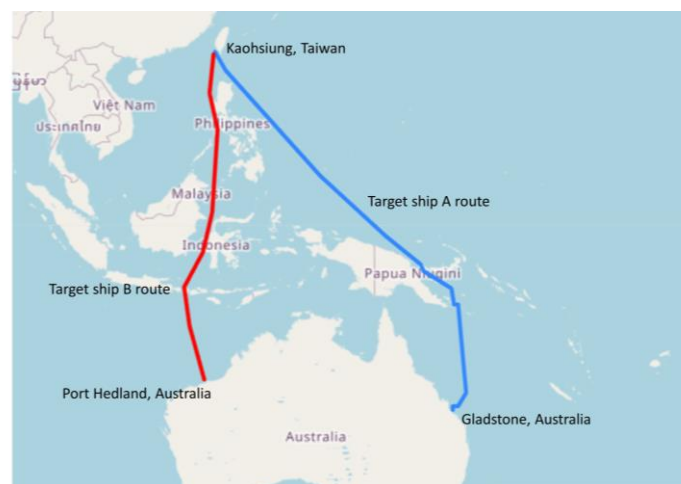 Kaohsiung, Taiwan
Việt Nam
ประเทศไทย
Philippines
Malaysia
Target ship A route
Indonesia
Papua Niugini
Target ship B route
Port Hedland, Australia
Gladstone, Australia
Australia